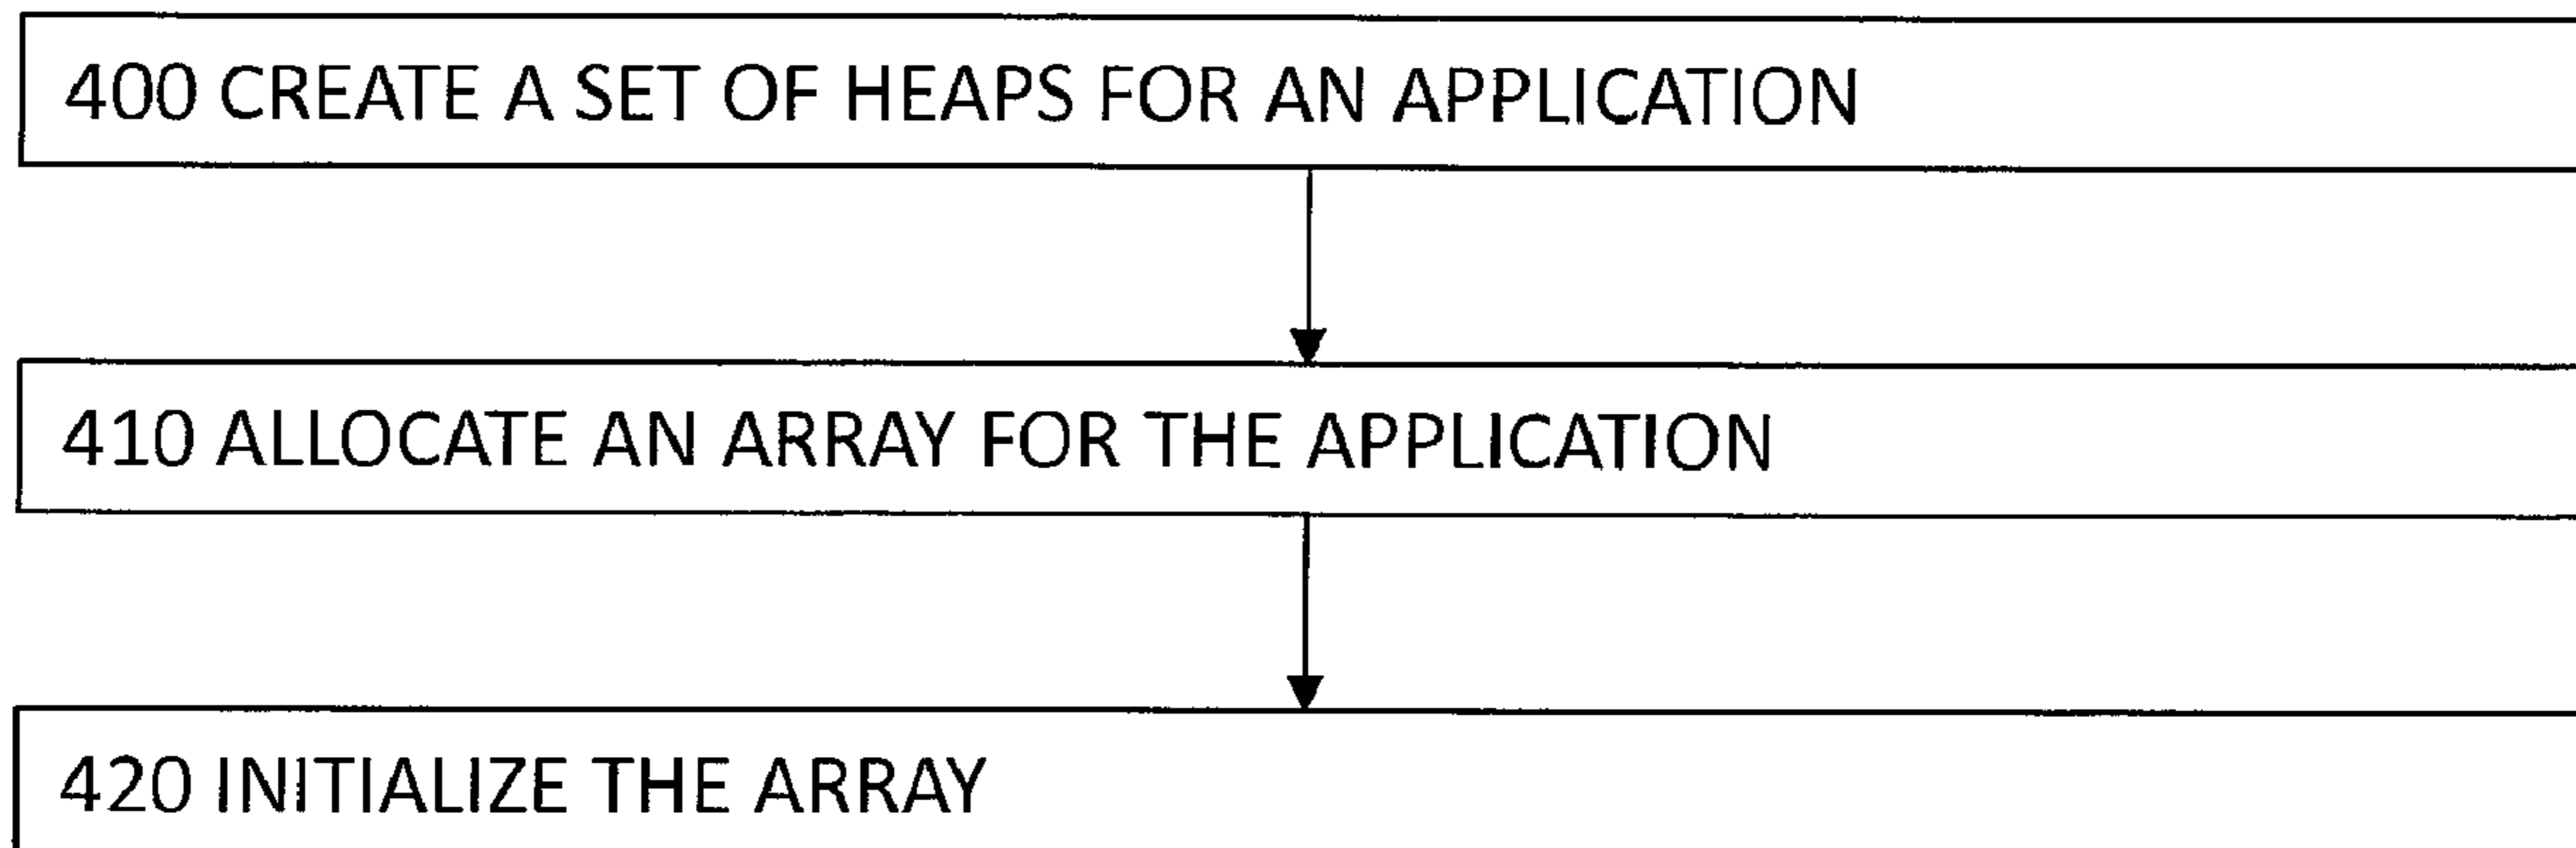 400 CREATE A SET OF HEAPS FOR AN APPLICATION
410 ALLOCATE AN ARRAY FOR THE APPLICATION
420 INITIALIZE THE ARRAY